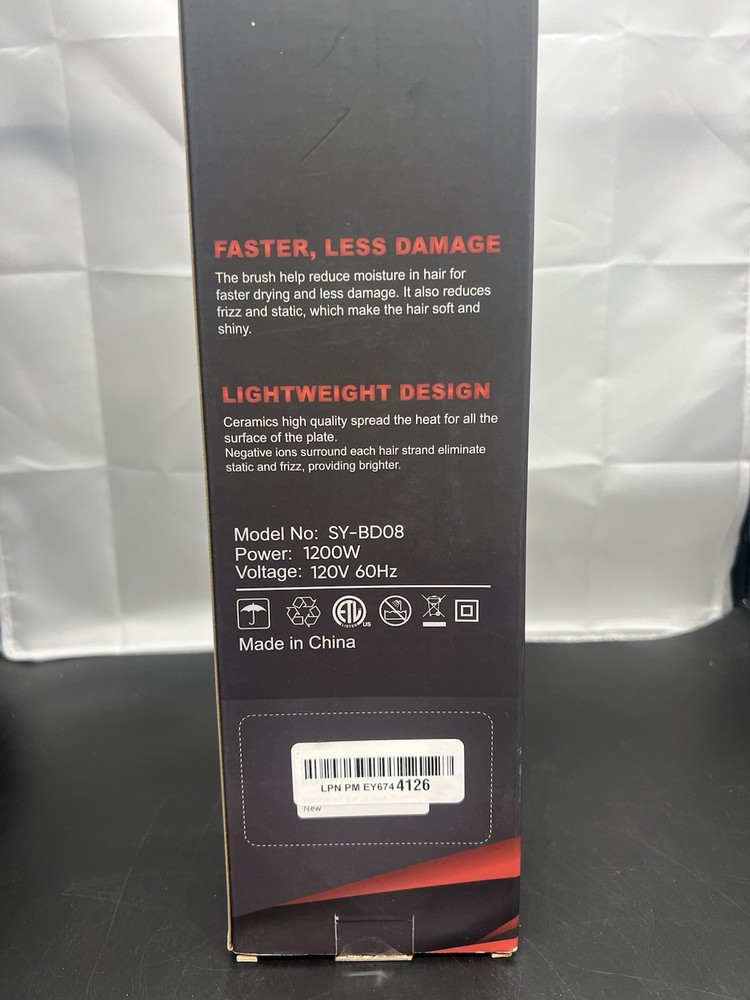 FASTER, LESS DAMAGE
The brush help reduce moisture in hair for
faster drying and less damage. It also reduces
frizz and static, which make the hair soft and
shiny.
LIGHTWEIGHT DESIGN
Ceramics high quality spread the heat for all the
surface of the plate.
Negative ions surround each hair strand eliminate
static and frizz, providing brighter.
Model No: SY-BD08
Power: 1200W
Voltage: 120V 60Hz
ETL
LISTED US
Made in China
LPN PM EY674 4126
New